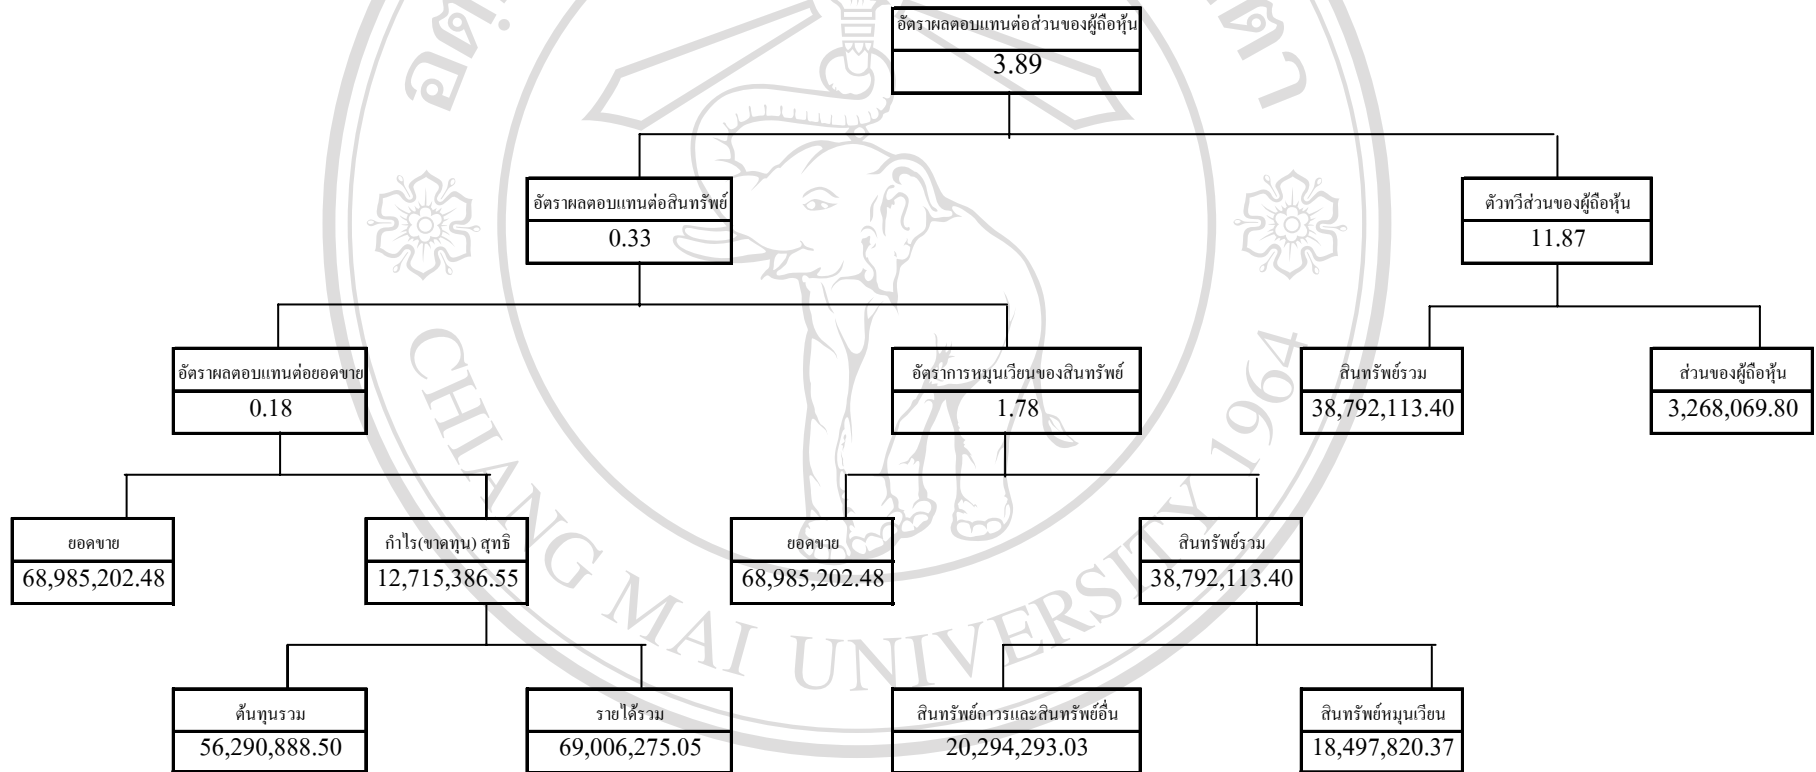 อัตราผลตอบแทนต่อส่วนของผู้ถือหุ้น
3.89
อัตราผลตอบแทนต่อสินทรัพย์
0.33
ตัวทวีส่วนของผู้ถือหุ้น
11.87
อัตราผลตอบแทนต่อยอดขาย
0.18
อัตราการหมุนเวียนของสินทรัพย์
1.78
สินทรัพย์รวม
38,792,113.40
ส่วนของผู้ถือหุ้น
3,268,069.80
ยอดขาย
68,985,202.48
กำไร(ขาดทุน) สุทธิ
12,715,386.55
ยอดขาย
68,985,202.48
สินทรัพย์รวม
38,792,113.40
ต้นทุนรวม
56,290,888.50
รายได้รวม
69,006,275.05
สินทรัพย์ถาวรและสินทรัพย์อื่น
20,294,293.03
สินทรัพย์หมุนเวียน
18,497,820.37
CHIANG MAI UNIVERSITY 1964